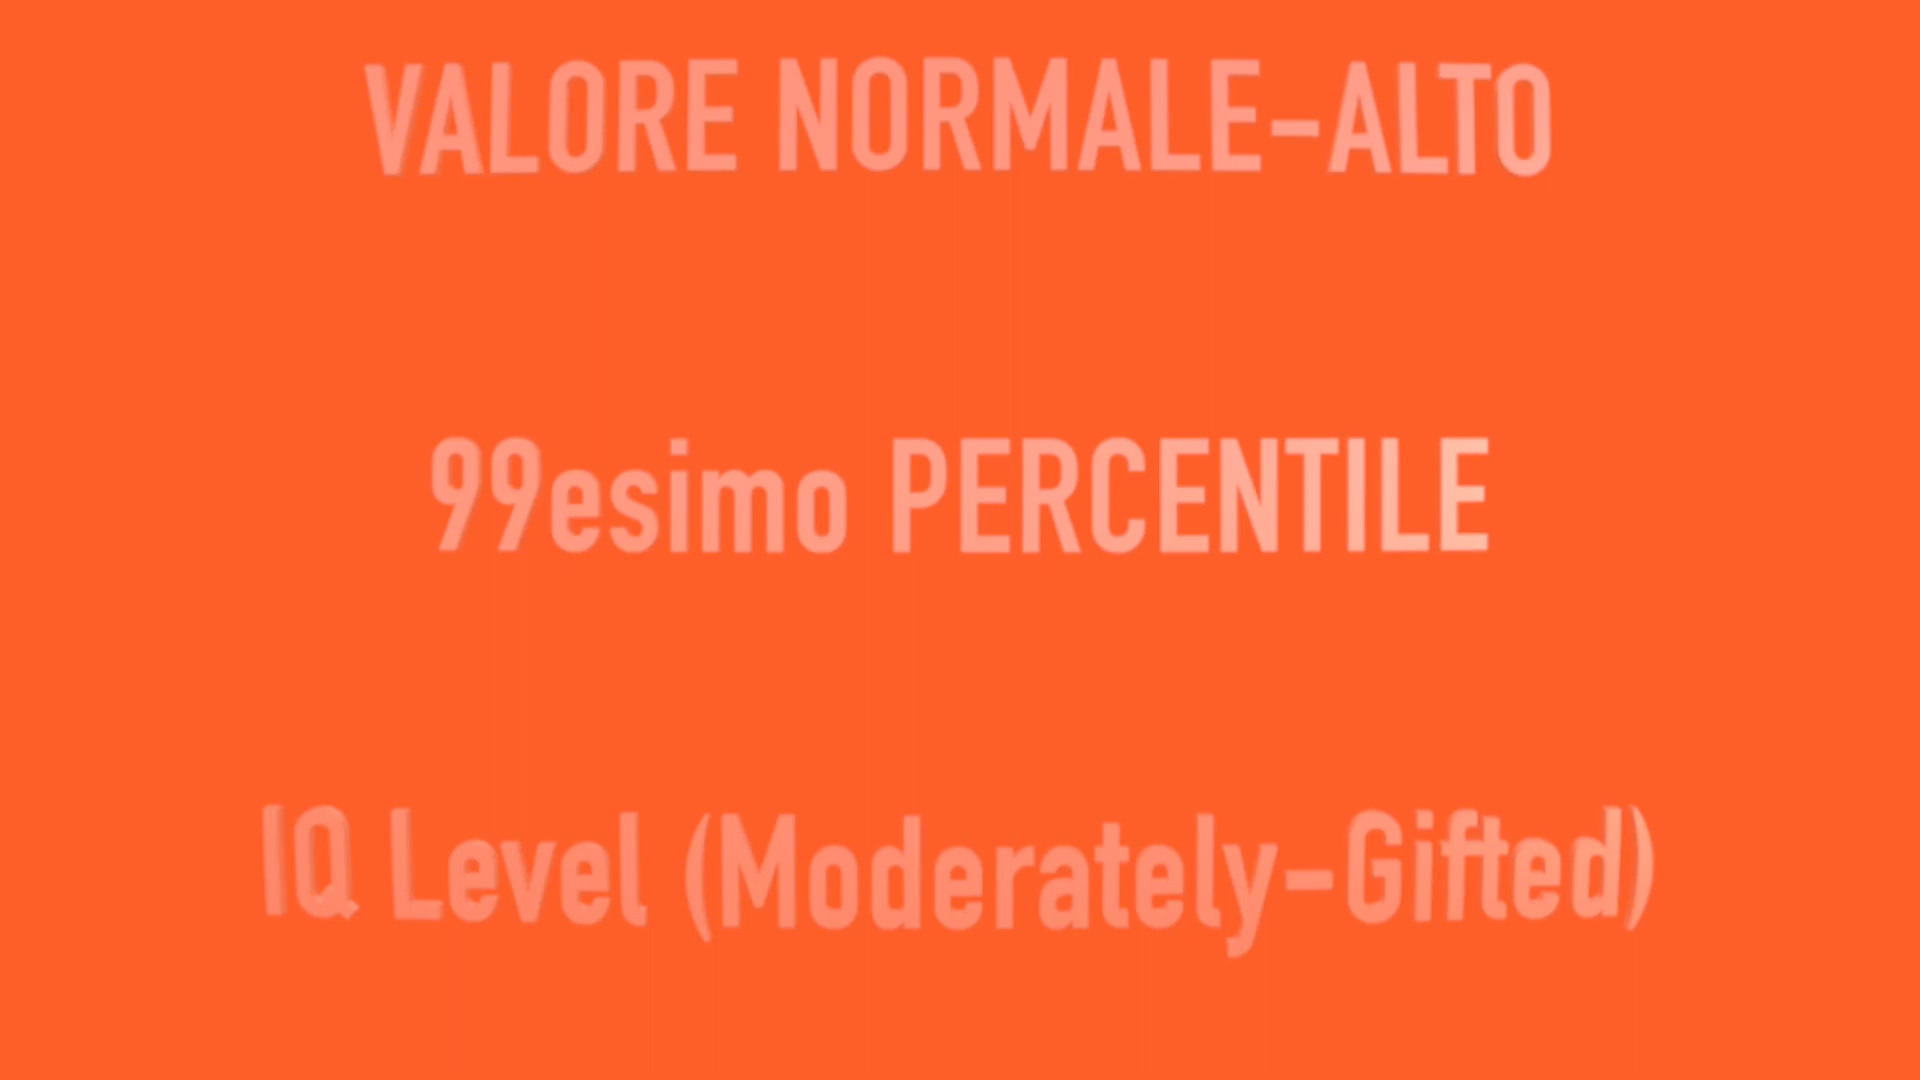 VALORE NORMALE-ALTO
99esimo PERCENTILE
IQ Level (Moderately-Gifted)